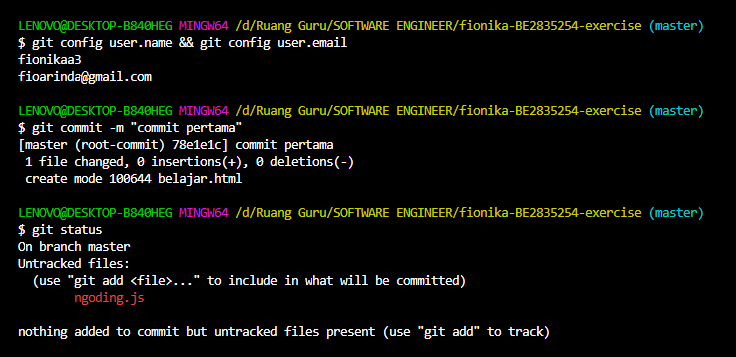 LENOVO@DESKTOP-B840HEG MINGW64 /d/Ruang Guru/SOFTWARE ENGINEER/fionika-BE2835254-exercise (master)
$ git config user.name && git config user.email
fionikaa3
fioarinda@gmail.com
LENOVO@DESKTOP-B840HEG MINGW64 /d/Ruang Guru/SOFTWARE ENGINEER/fionika-BE2835254-exercise (master)
$ git commit -m "commit pertama"
[master (root-commit) 78e1e1c] commit pertama
1 file changed, 0 insertions(+), 0 deletions(-)
create mode 100644 belajar.html
LENOVO@DESKTOP-B840HEG MINGW64 /d/Ruang Guru/SOFTWARE ENGINEER/fionika-BE2835254-exercise (master)
$ git status
On branch master
Untracked files:
(use "git add <file>..." to include in what will be committed)
ngoding.js
nothing added to commit but untracked files present (use "git add" to track)